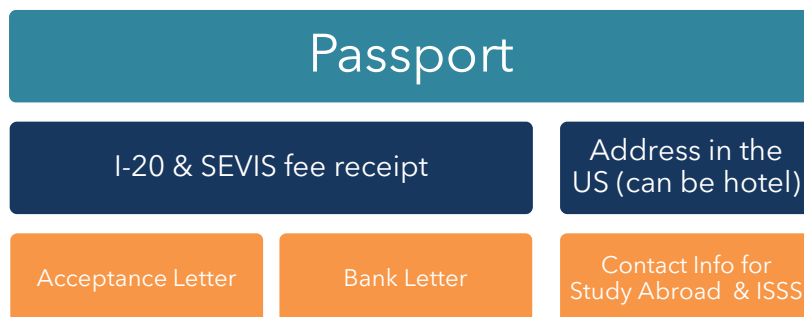 Passport
I-20 & SEVIS fee receipt
Address in the
US (can be hotel)
Acceptance Letter
Bank Letter
Contact Info for
Study Abroad & ISSS